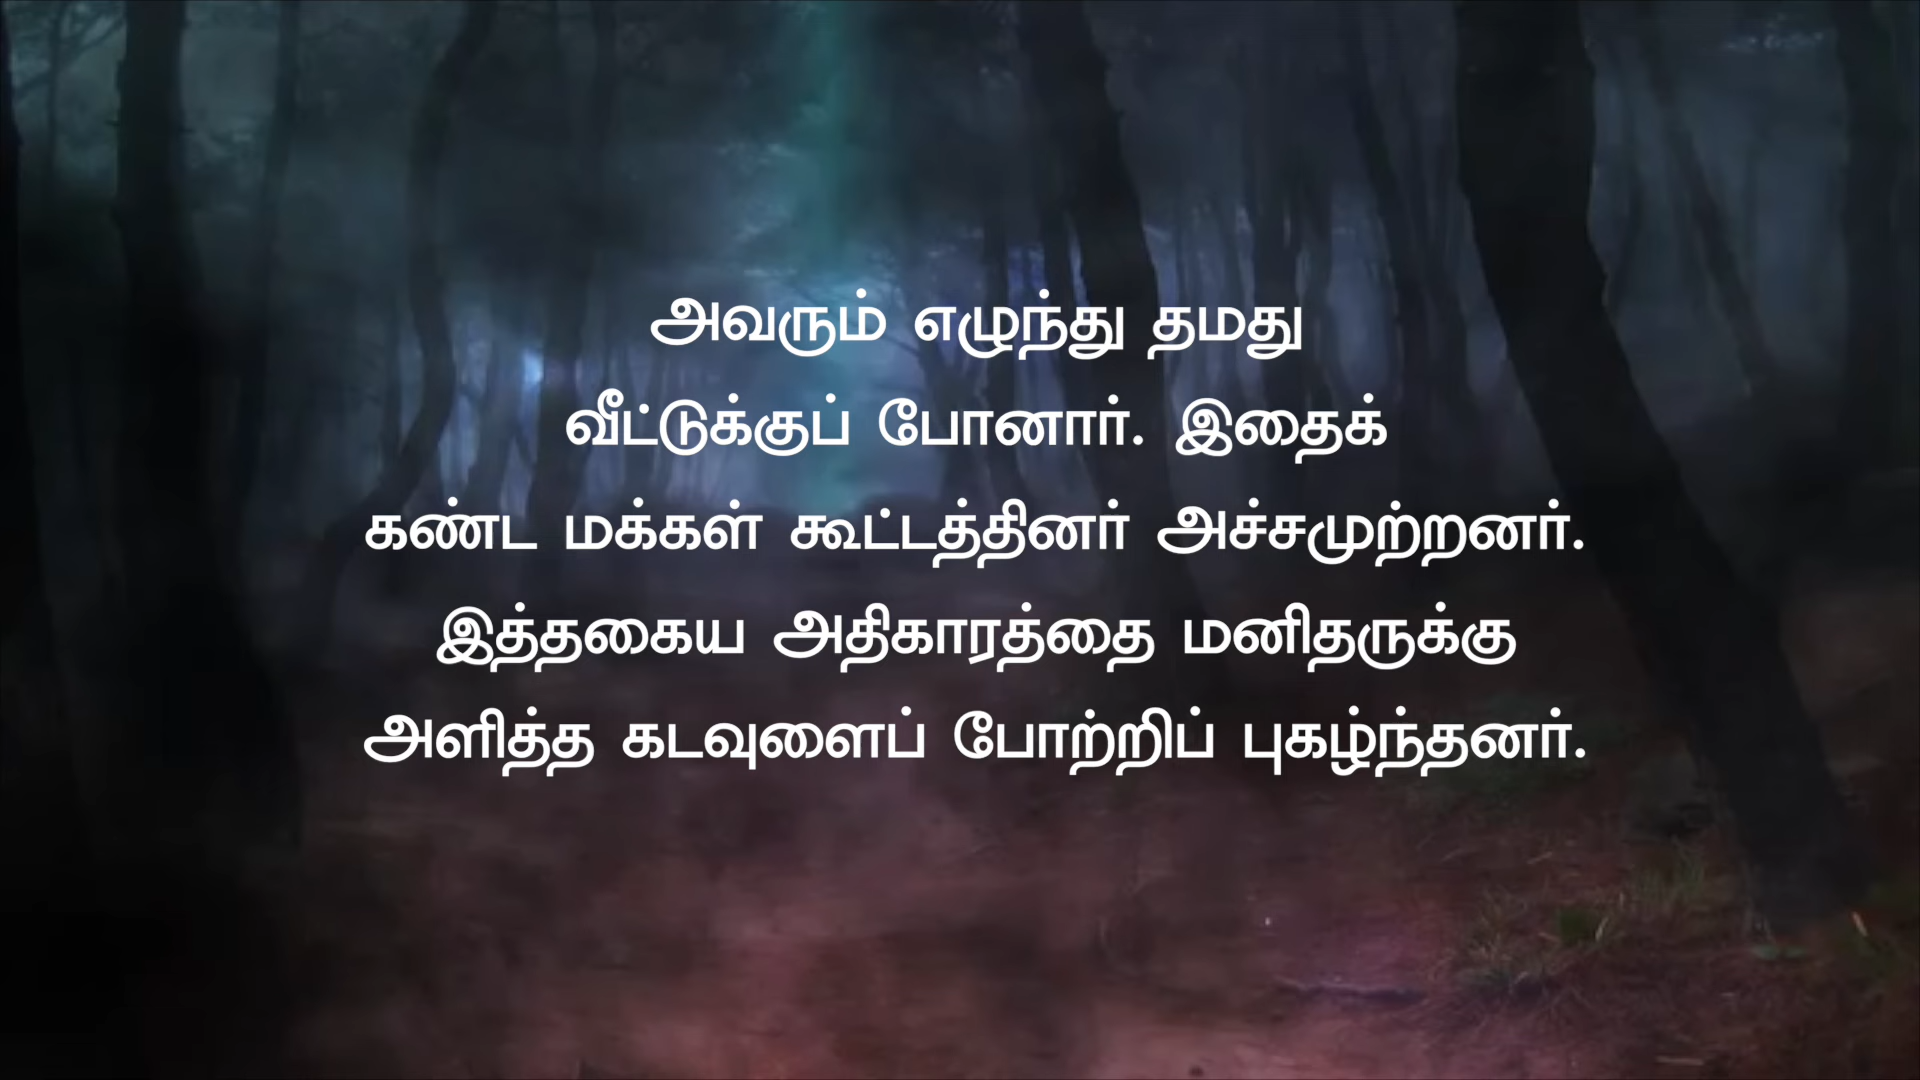 அவரும் எழுந்து தமது
வீட்டுக்குப் போனார். இதைக்
கண்ட மக்கள் கூட்டத்தினர் அச்சமுற்றனர்.
இத்தகைய அதிகாரத்தை மனிதருக்கு
அளித்த கடவுளைப் போற்றிப் புகழ்ந்தனர்.